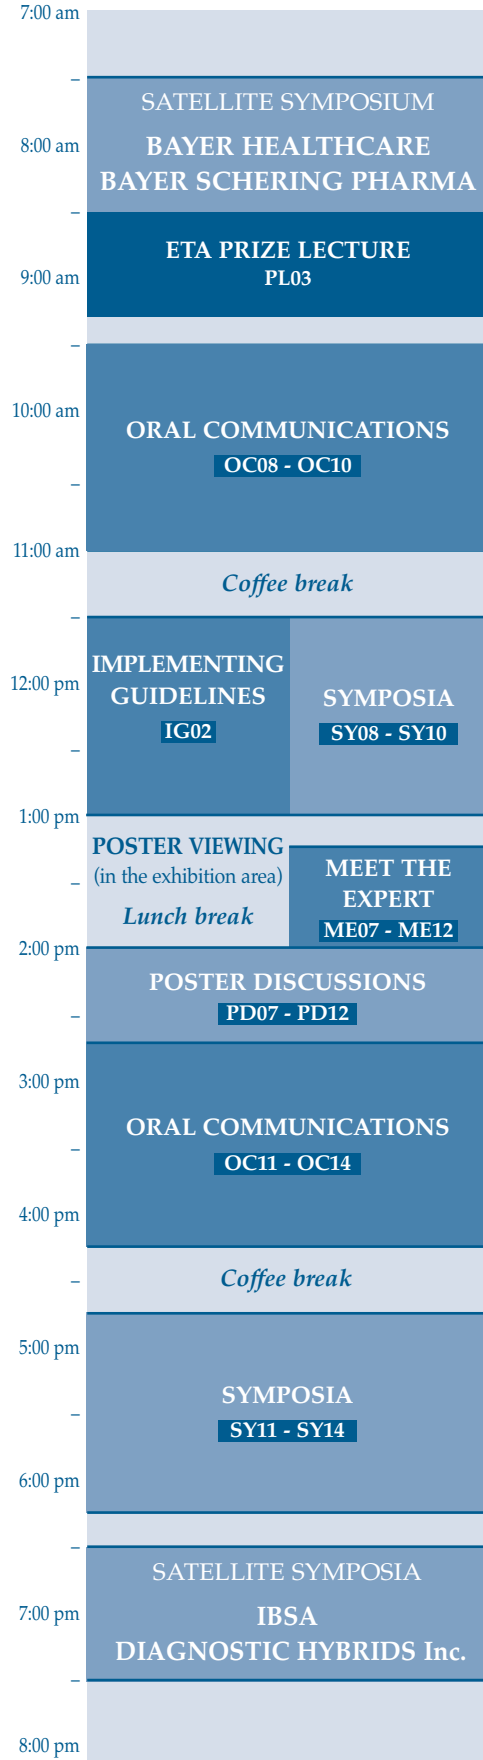 7:00 am
–
SATELLITE SYMPOSIUM
8:00 am
BAYER HEALTHCARE
BAYER SCHERING PHARMA
–
ETA PRIZE LECTURE
9:00 am
PL03
–
10:00 am
ORAL COMMUNICATIONS
OC08 - OC10
–
11:00 am
Coffee break
–
IMPLEMENTING
GUIDELINES
IG02
12:00 pm
SYMPOSIA
SY08 - SY10
–
1:00 pm
POSTER VIEWING
(in the exhibition area)
Lunch break
–
MEET THE
EXPERT
ME07 - ME12
2:00 pm
POSTER DISCUSSIONS
PD07 - PD12
–
3:00 pm
ORAL COMMUNICATIONS
–
OC11 - OC14
4:00 pm
Coffee break
–
5:00 pm
SYMPOSIA
–
SY11 - SY14
6:00 pm
–
SATELLITE SYMPOSIA
7:00 pm
IBSA
DIAGNOSTIC HYBRIDS Inc.
–
8:00 pm